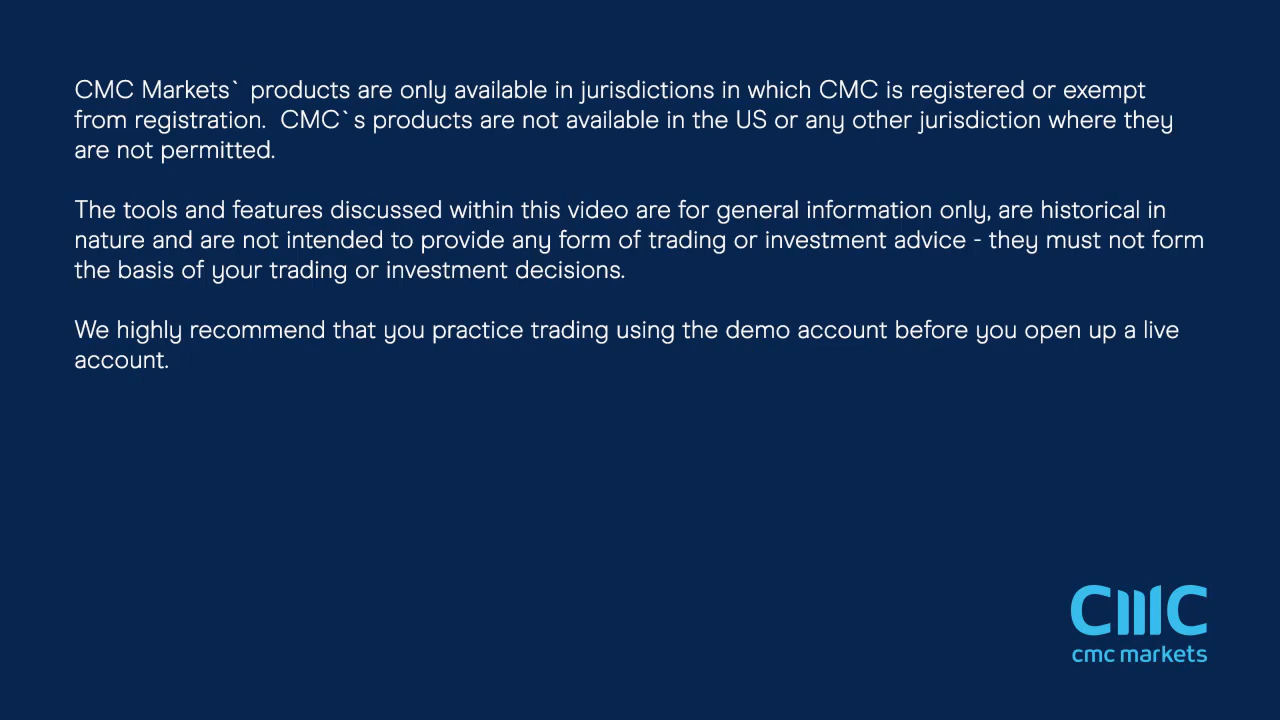 CMC Markets` products are only available in jurisdictions in which CMC is registered or exempt
from registration.  CMC`s products are not available in the US or any other jurisdiction where they
are not permitted.
The tools and features discussed within this video are for general information only, are historical in
nature and are not intended to provide any form of trading or investment advice - they must not form
the basis of your trading or investment decisions.
We highly recommend that you practice trading using the demo account before you open up a live
account.
CMC
cmc markets